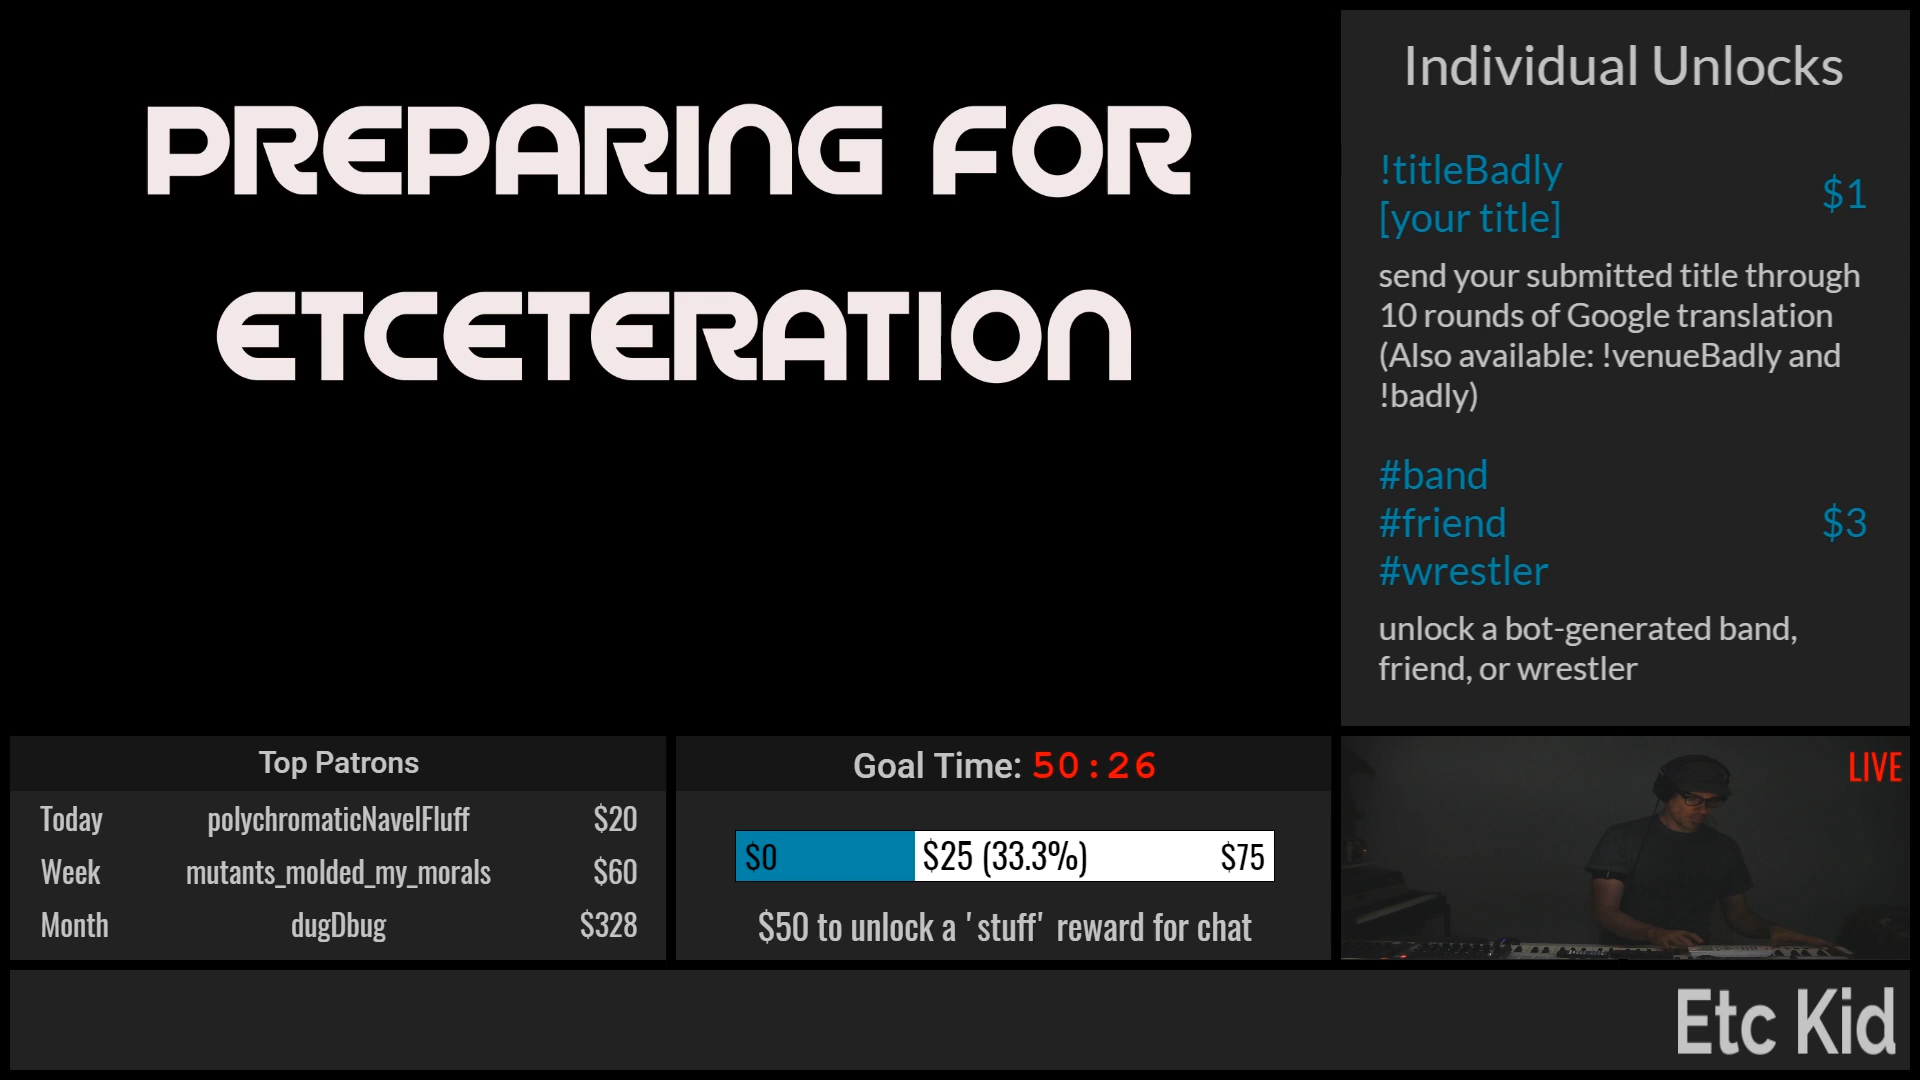 PREPARING FOR
ETCETERATION
Individual Unlocks
!titleBadly
[your title]
$1
send your submitted title through
10 rounds of Google translation
(Also available: !venueBadly and
!badly)
#band
#friend
#wrestler
$3
unlock a bot-generated band,
friend, or wrestler
Top Patrons
Today polychromaticNavelFluff $20
Week mutants_molded_my_morals $60
Month dugDbug $328
Goal Time: 50:26
$0 $25 (33.3%) $75
$50 to unlock a 'stuff' reward for chat
LIVE
Etc Kid